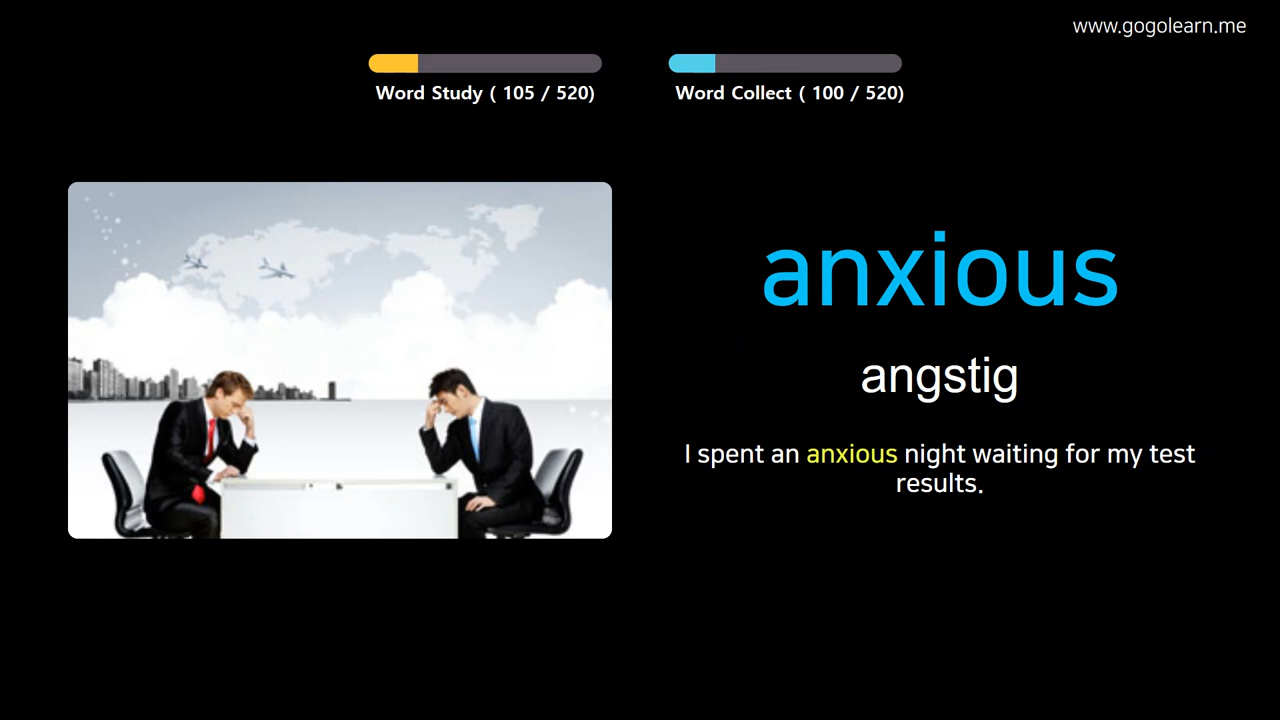 www.gogolearn.me
Word Study ( 105 / 520)
Word Collect ( 100 / 520)
anxious
angstig
I spent an anxious night waiting for my test
results.